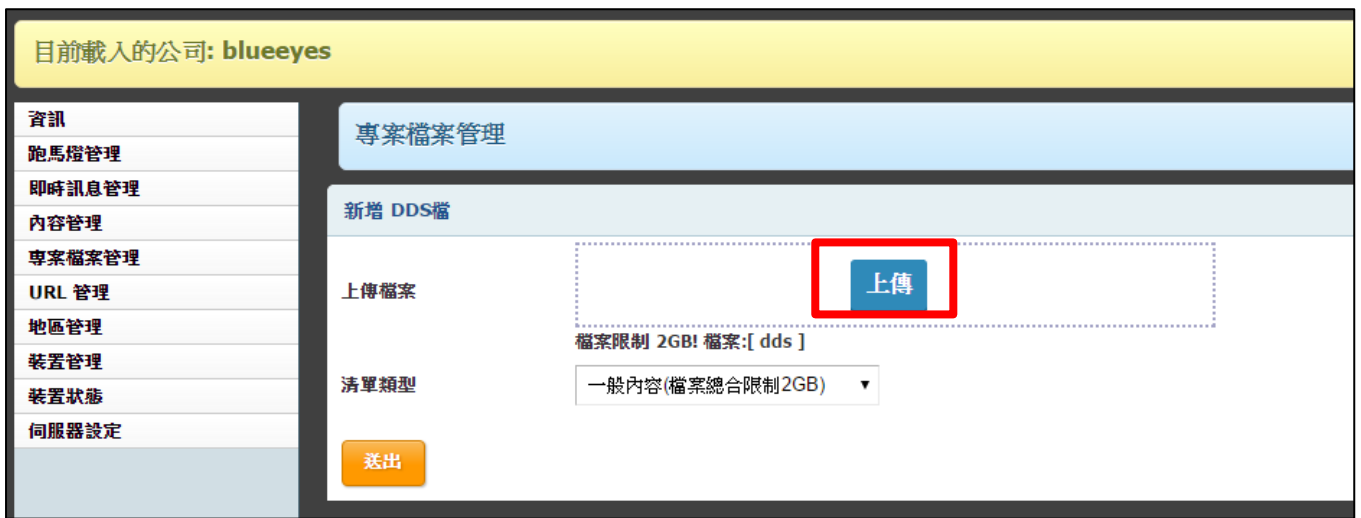 目前載入的公司: blueeyes
資訊
跑馬燈管理
即時訊息管理
內容管理
專案檔案管理
URL 管理
地區管理
裝置管理
裝置狀態
伺服器設定
專案檔案管理
新增 DDS檔
上傳檔案
上傳
檔案限制 2GB! 檔案:[ dds ]
清單類型
一般內容(檔案總合限制2GB)
送出